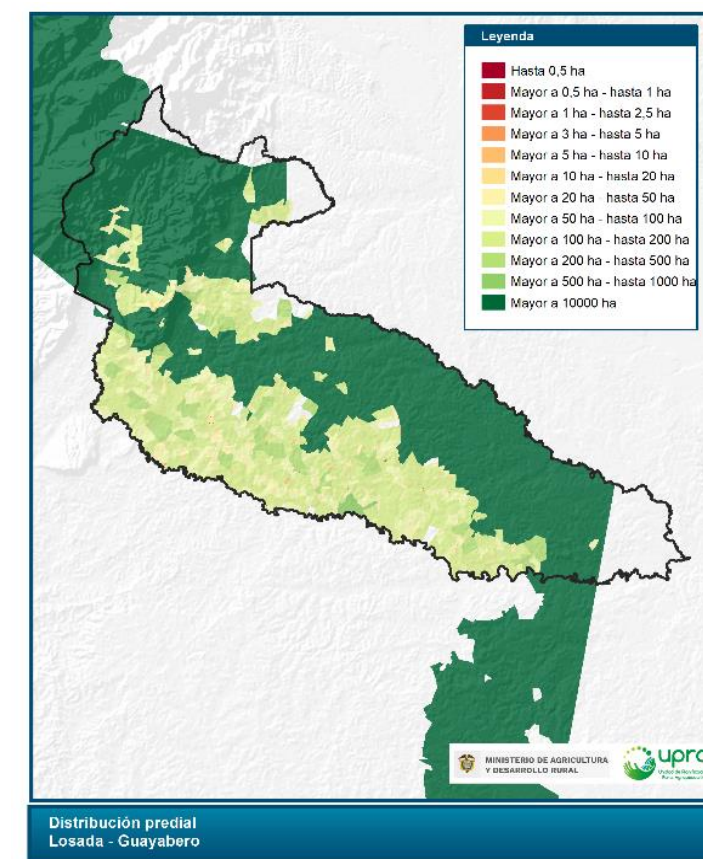 Leyenda
Hasta 0,5 ha
Mayor a 0,5 ha - hasta 1 ha
Mayor a 1 ha - hasta 2,5 ha
Mayor a 3 ha - hasta 5 ha
Mayor a 5 ha - hasta 10 ha
Mayor a 10 ha - hasta 20 ha
Mayor a 20 ha - hasta 50 ha
Mayor a 50 ha - hasta 100 ha
Mayor a 100 ha - hasta 200 ha
Mayor a 200 ha - hasta 500 ha
Mayor a 500 ha - hasta 1000 ha
Mayor a 10000 ha
MINISTERIO DE AGRICULTURA
Y DESARROLLO RURAL
Distribución predial
Losada - Guayabero